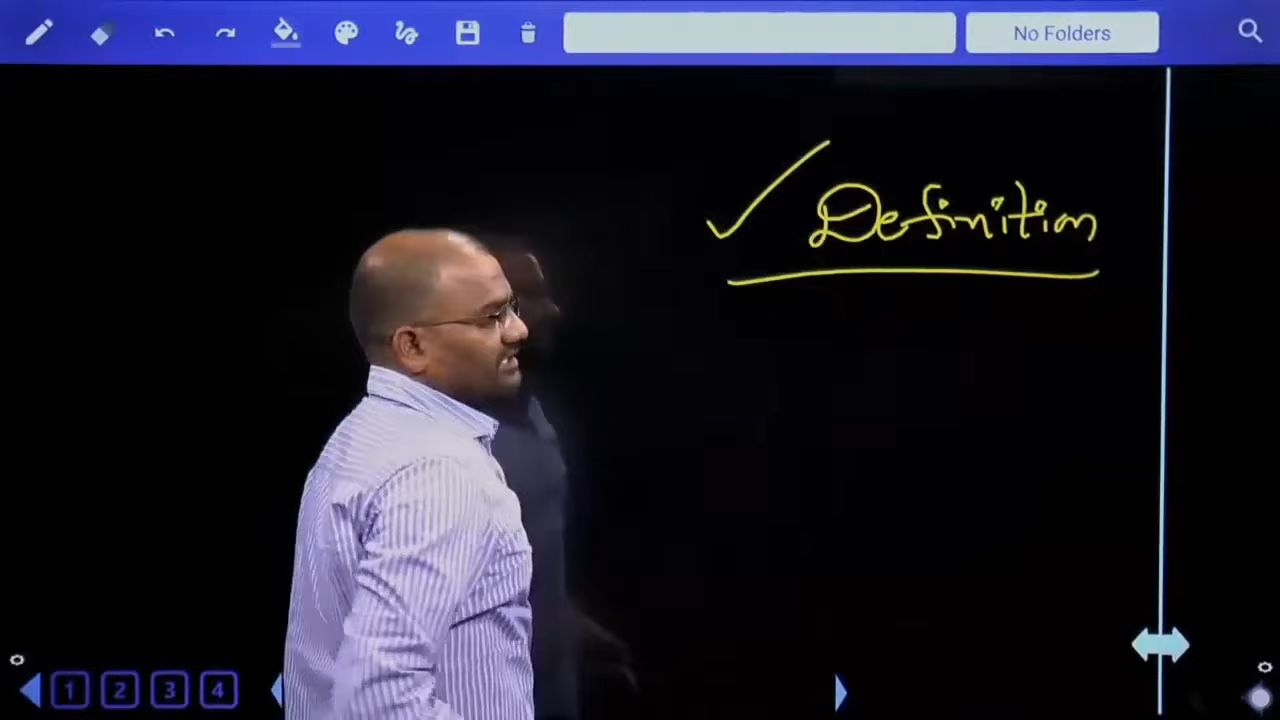 No Folders
✓ Definition
1 2 3 4